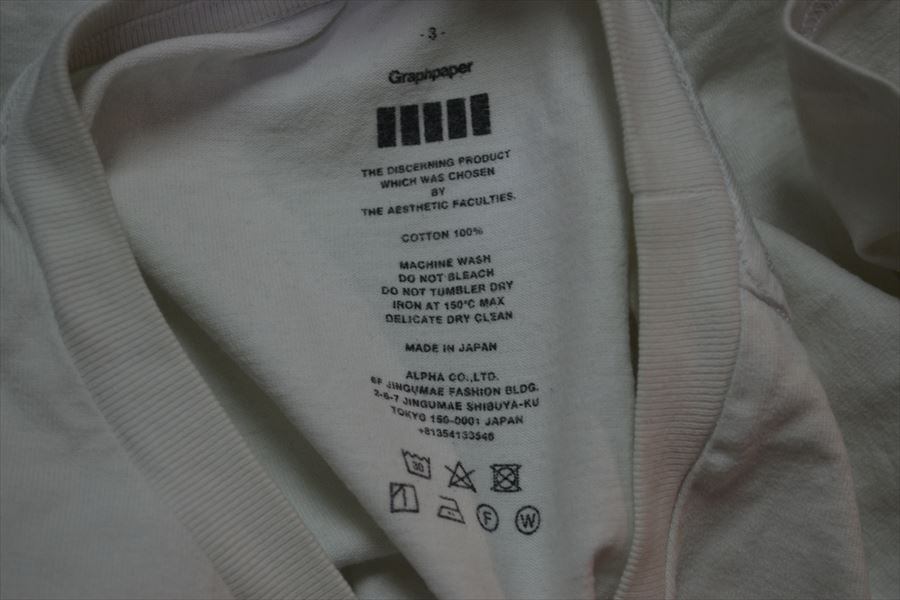 - 3 -
Graphpaper
THE DISCERNING PRODUCT
WHICH WAS CHOSEN
BY
THE AESTHETIC FACULTIES.
COTTON 100%
MACHINE WASH
DO NOT BLEACH
DO NOT TUMBLER DRY
IRON AT 150°C MAX
DELICATE DRY CLEAN
MADE IN JAPAN
ALPHA CO.,LTD.
6F JINGUMAE FASHION BLDG.
2-6-7 JINGUMAE SHIBUYA-KU
TOKYO 150-0001 JAPAN
+81354133546
30
F W